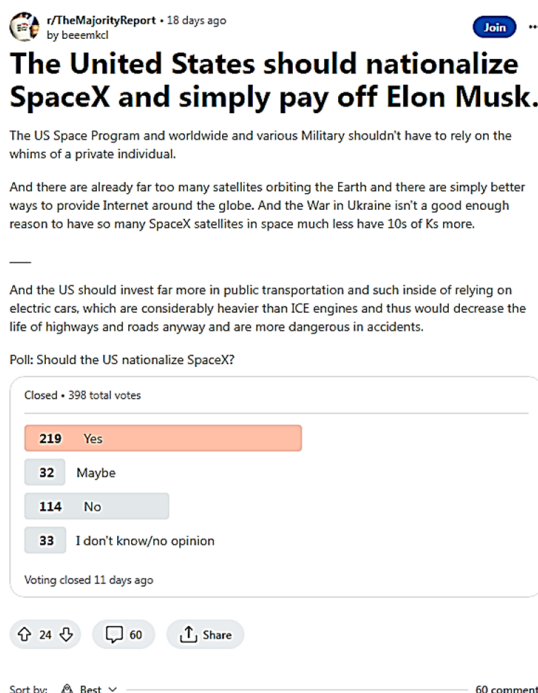 r/TheMajorityReport • 18 days ago
by beeemkcl
Join
The United States should nationalize
SpaceX and simply pay off Elon Musk.
The US Space Program and worldwide and various Military shouldn't have to rely on the
whims of a private individual.
And there are already far too many satellites orbiting the Earth and there are simply better
ways to provide Internet around the globe. And the War in Ukraine isn't a good enough
reason to have so many SpaceX satellites in space much less have 10s of Ks more.
And the US should invest far more in public transportation and such inside of relying on
electric cars, which are considerably heavier than ICE engines and thus would decrease the
life of highways and roads anyway and are more dangerous in accidents.
Poll: Should the US nationalize SpaceX?
Closed • 398 total votes
219 Yes
32 Maybe
114 No
33 I don't know/no opinion
Voting closed 11 days ago
24
60
Share
Sort by: Best
60 comment